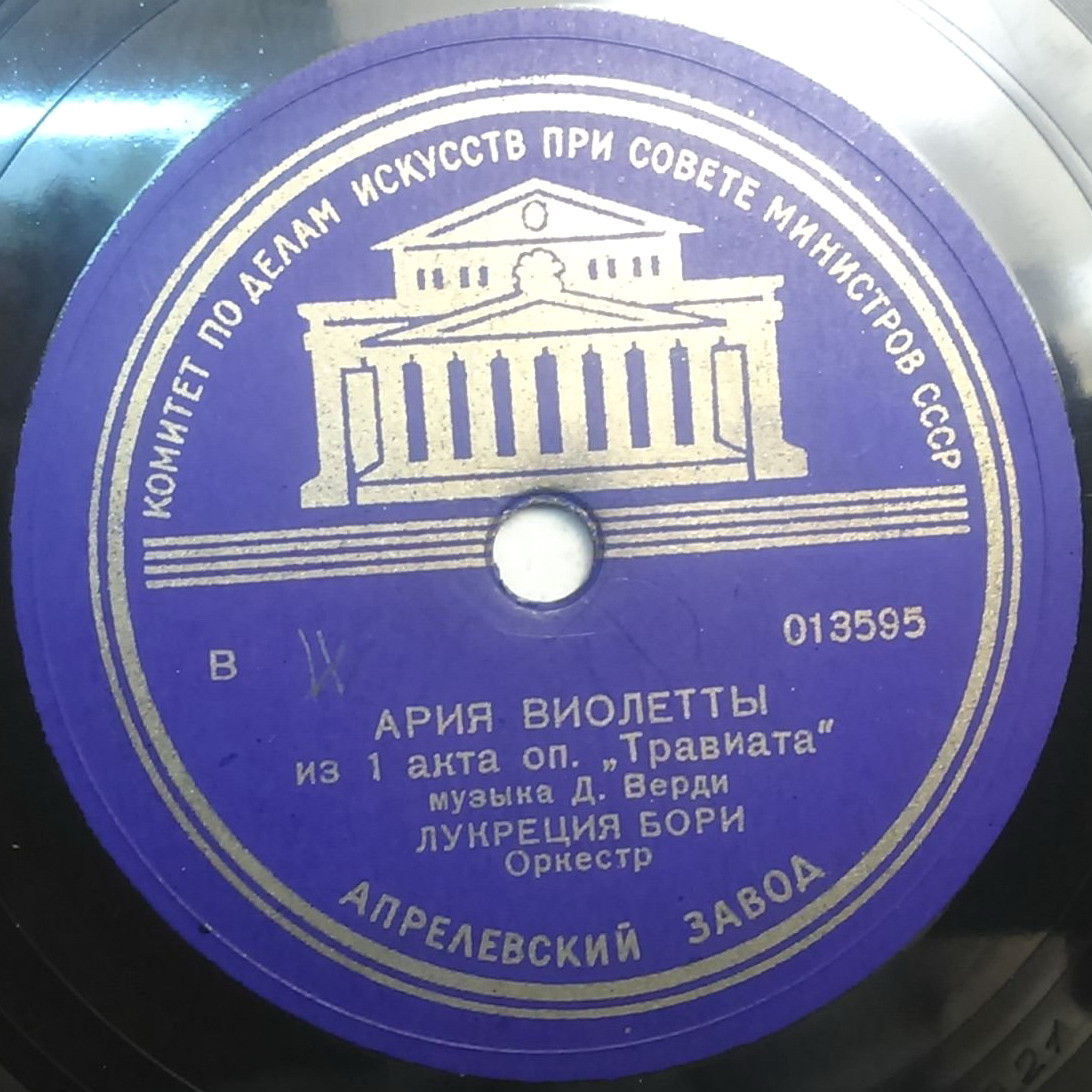 КОМИТЕТ ПО ДЕЛАМ ИСКУССТВ ПРИ СОВЕТЕ МИНИСТРОВ СССР
В
013595
АРИЯ ВИОЛЕТТЫ
из 1 акта оп. „Травиата“
музыка Д. Верди
ЛУКРЕЦИЯ БОРИ
Оркестр
АПРЕЛЕВСКИЙ ЗАВОД
21